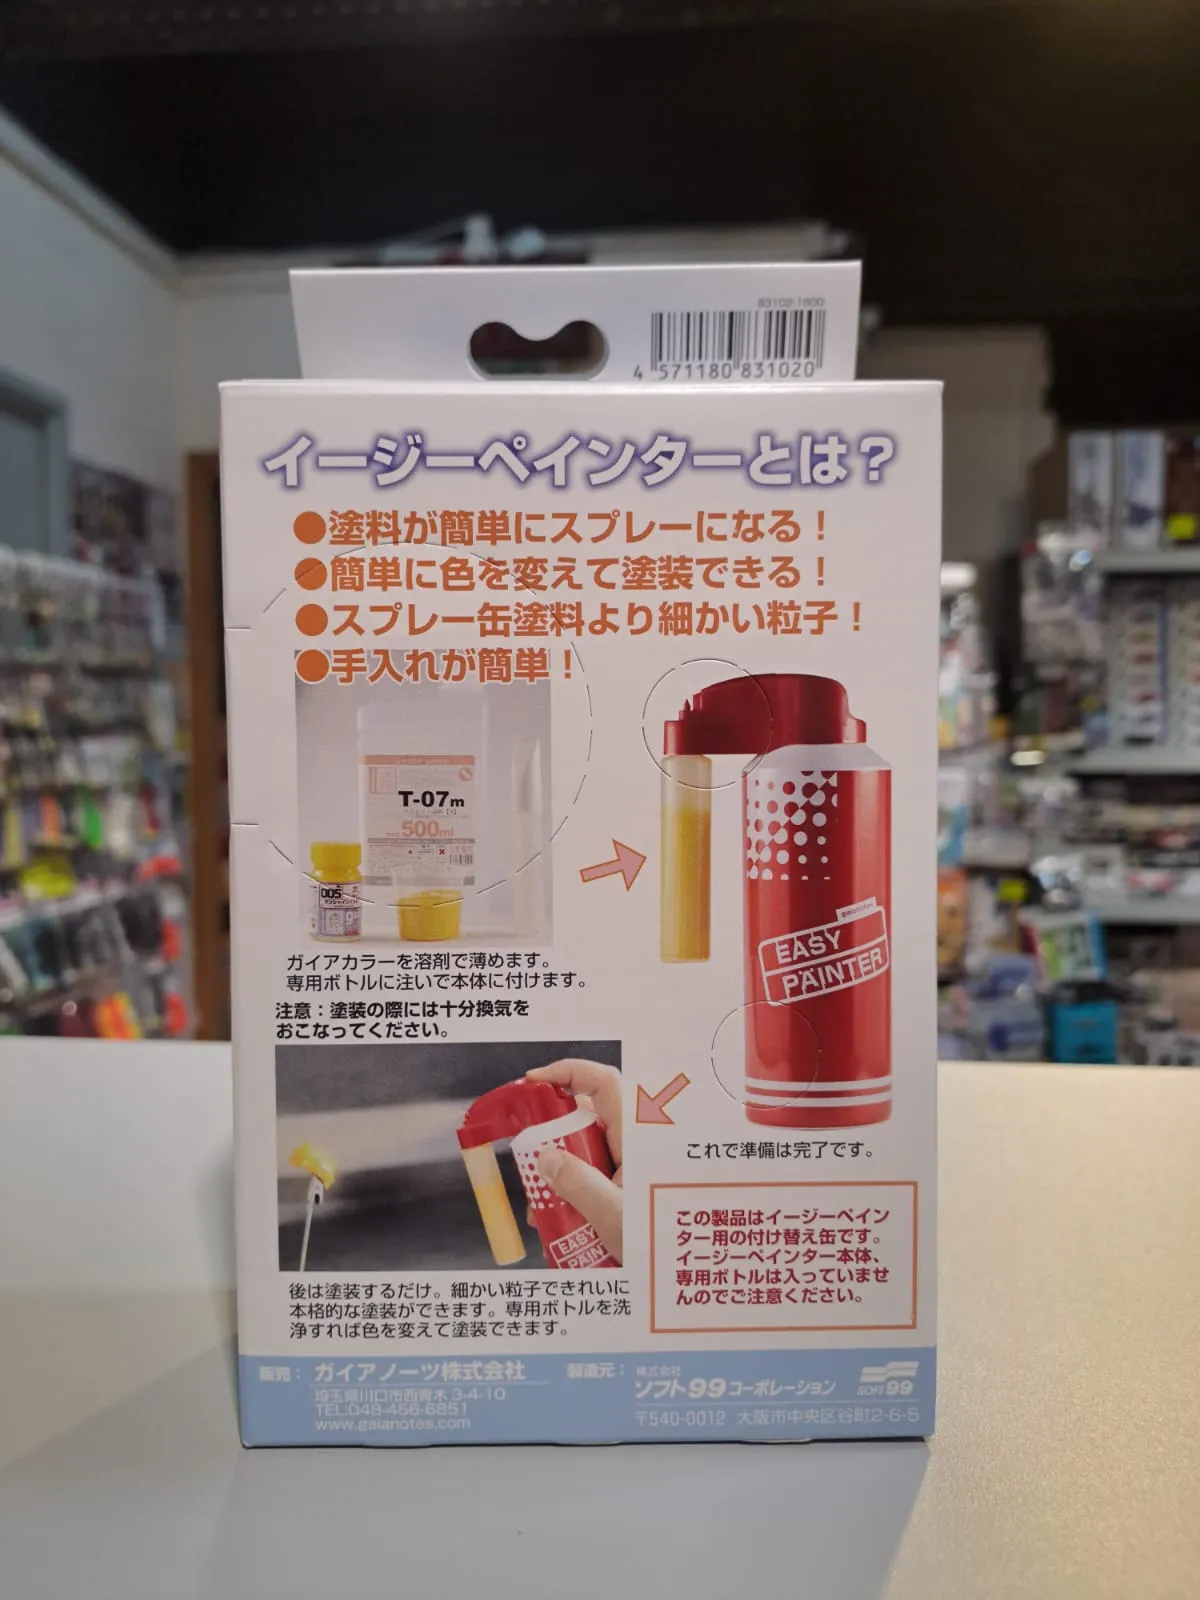 83102-1800
4 571180 831020
イージーペインターとは？
●塗料が簡単にスプレーになる！
●簡単に色を変えて塗装できる！
●スプレー缶塗料より細かい粒子！
●手入れが簡単！
T-07m
500ml
005
ガイアカラーを溶剤で薄めます。
専用ボトルに注いで本体に付けます。
注意：塗装の際には十分換気を
おこなってください。
gaianotes
EASY
PAINTER
これで準備は完了です。
EASY
PAIN
後は塗装するだけ。細かい粒子できれいに
本格的な塗装ができます。専用ボトルを洗
浄すれば色を変えて塗装できます。
この製品はイージーペイン
ター用の付け替え缶です。
イージーペインター本体、
専用ボトルは入っていませ
んのでご注意ください。
販売：ガイアノーツ株式会社
埼玉県川口市西青木 3-4-10
TEL:048-456-6851
www.gaianotes.com
製造元：株式会社
ソフト99コーポレーション
SOFT99
〒540-0012 大阪市中央区谷町2-6-5